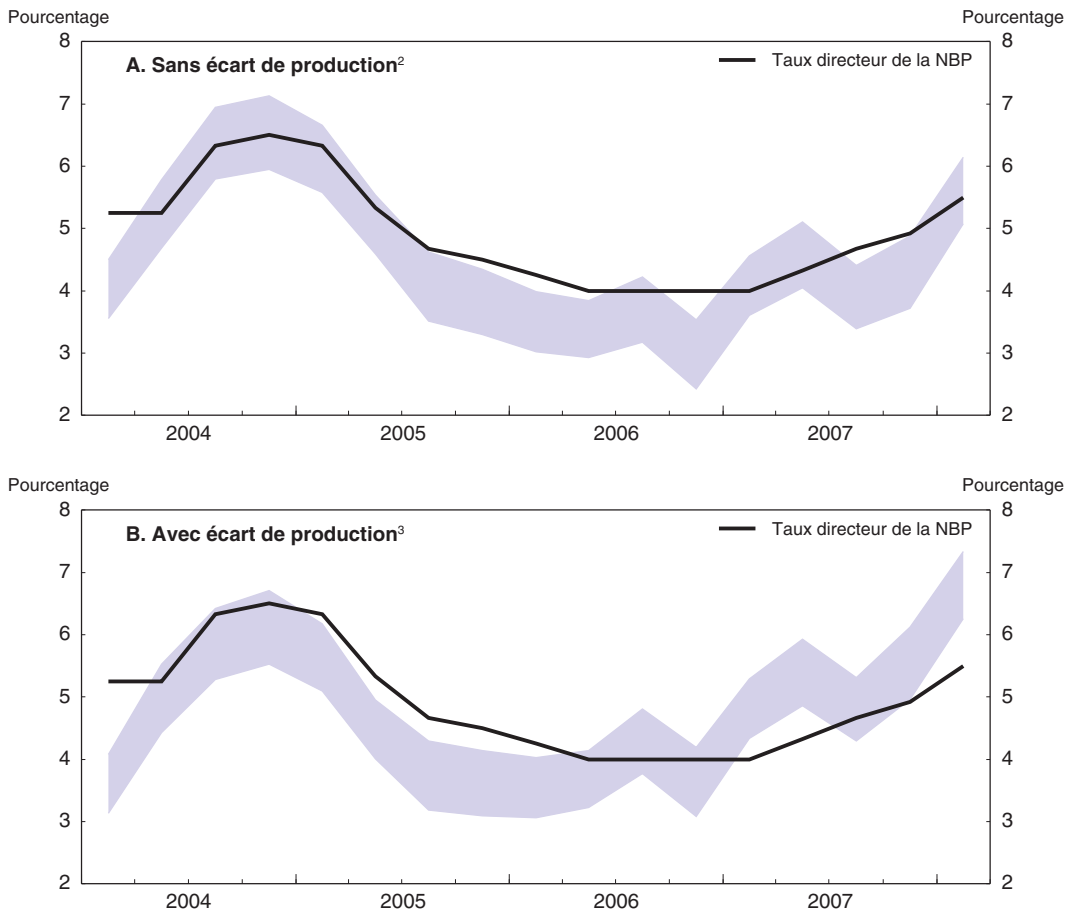 Pourcentage Pourcentage
A. Sans écart de production²
Taux directeur de la NBP
8 8
7 7
6 6
5 5
4 4
3 3
2 2
2004 2005 2006 2007
Pourcentage Pourcentage
B. Avec écart de production³
Taux directeur de la NBP
8 8
7 7
6 6
5 5
4 4
3 3
2 2
2004 2005 2006 2007